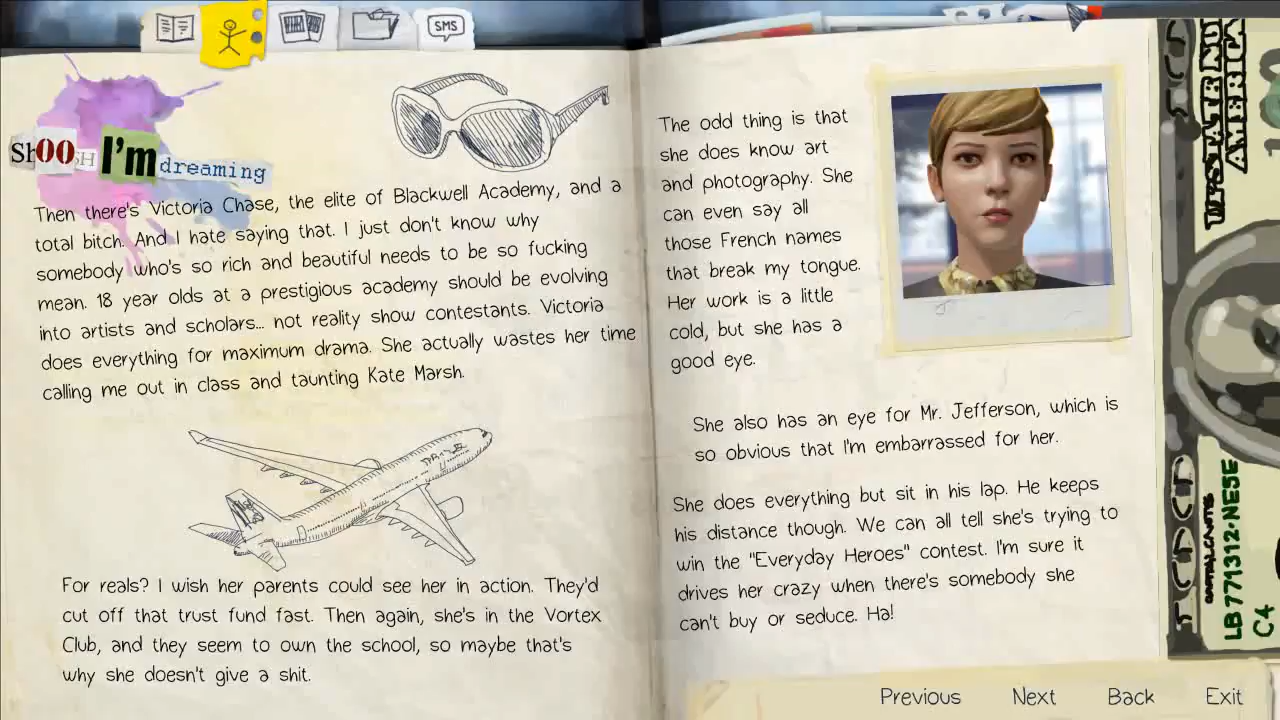 SMS
ShOOSH I'm dreaming
Then there's Victoria Chase, the elite of Blackwell Academy, and a
total bitch. And I hate saying that. I just don't know why
somebody who's so rich and beautiful needs to be so fucking
mean. 18 year olds at a prestigious academy should be evolving
into artists and scholars... not reality show contestants. Victoria
does everything for maximum drama. She actually wastes her time
calling me out in class and taunting Kate Marsh.
For reals? I wish her parents could see her in action. They'd
cut off that trust fund fast. Then again, she's in the Vortex
Club, and they seem to own the school, so maybe that's
why she doesn't give a shit.
The odd thing is that
she does know art
and photography. She
can even say all
those French names
that break my tongue.
Her work is a little
cold, but she has a
good eye.
She also has an eye for Mr. Jefferson, which is
so obvious that I'm embarrassed for her.
She does everything but sit in his lap. He keeps
his distance though. We can all tell she's trying to
win the "Everyday Heroes" contest. I'm sure it
drives her crazy when there's somebody she
can't buy or seduce. Ha!
AMERICA
LB771312-NESE
C4
Previous Next Back Exit